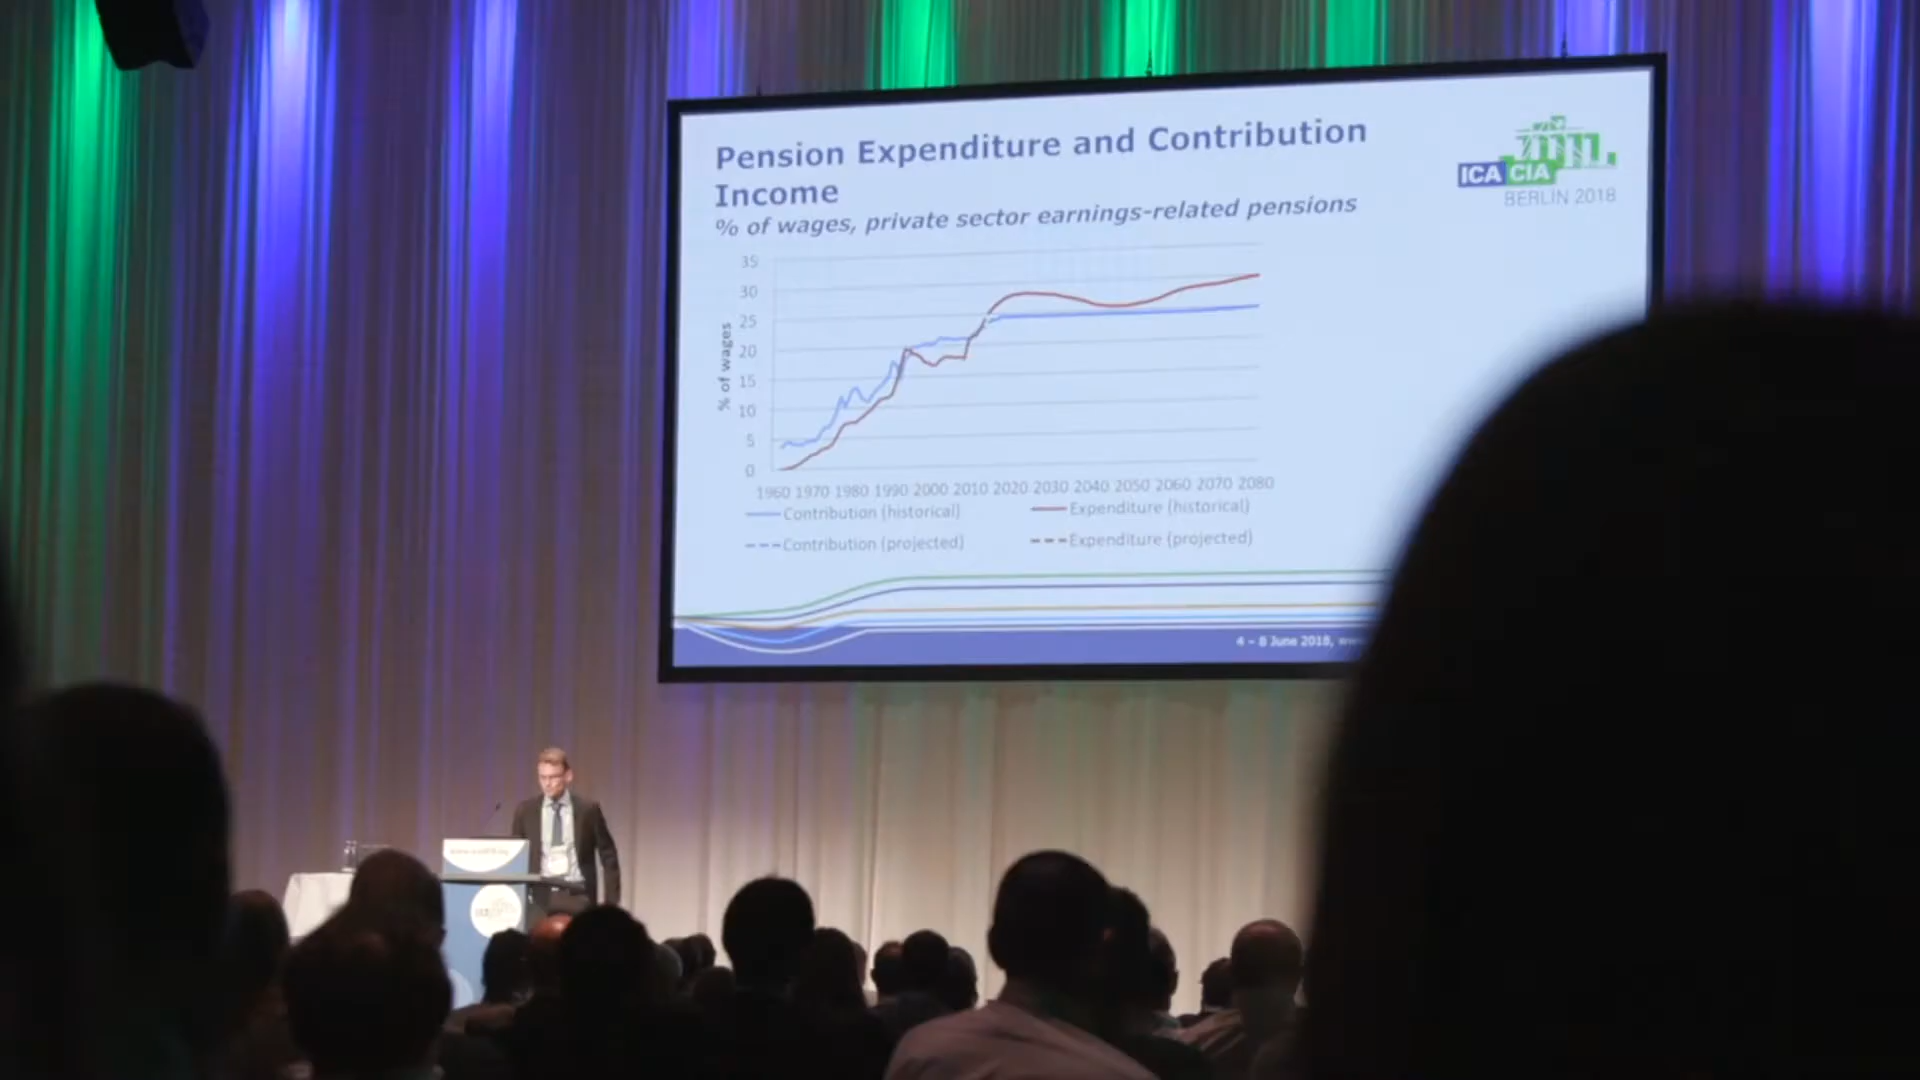 Pension Expenditure and Contribution
Income
% of wages, private sector earnings-related pensions
ICA CIA
BERLIN 2018
35
30
25
20
15
10
5
0
% of wages
1960 1970 1980 1990 2000 2010 2020 2030 2040 2050 2060 2070 2080
Contribution (historical)
Expenditure (historical)
Contribution (projected)
Expenditure (projected)
4 – 8 June 2018,